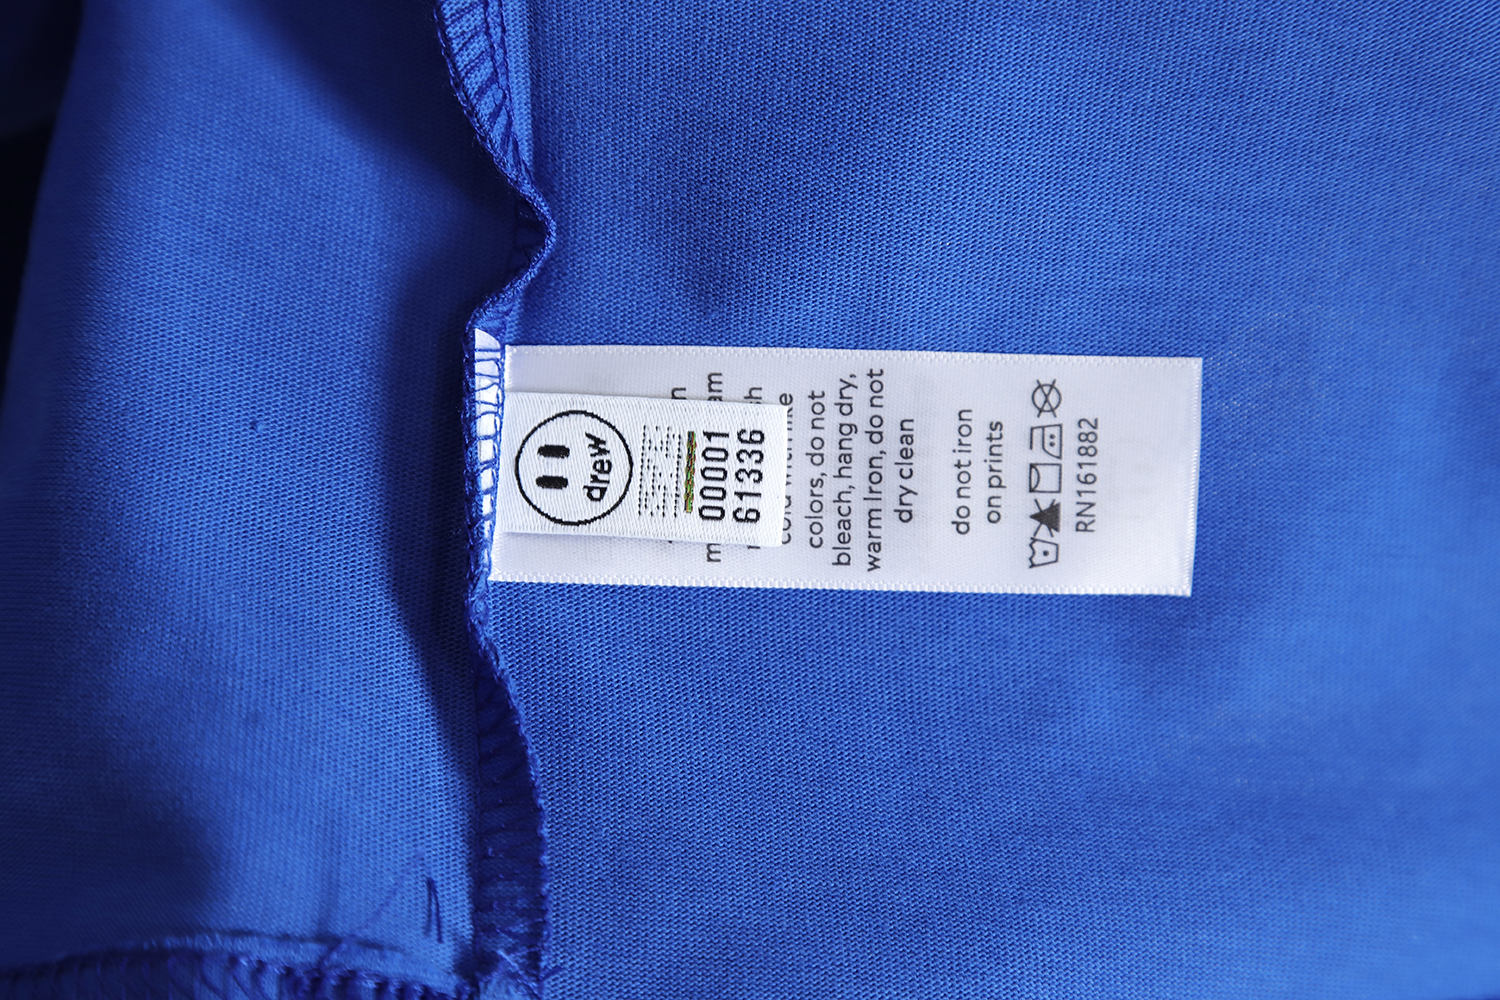 drew
00001
61336
colors, do not
bleach, hang dry,
warm Iron, do not
dry clean
do not iron
on prints
RN161882